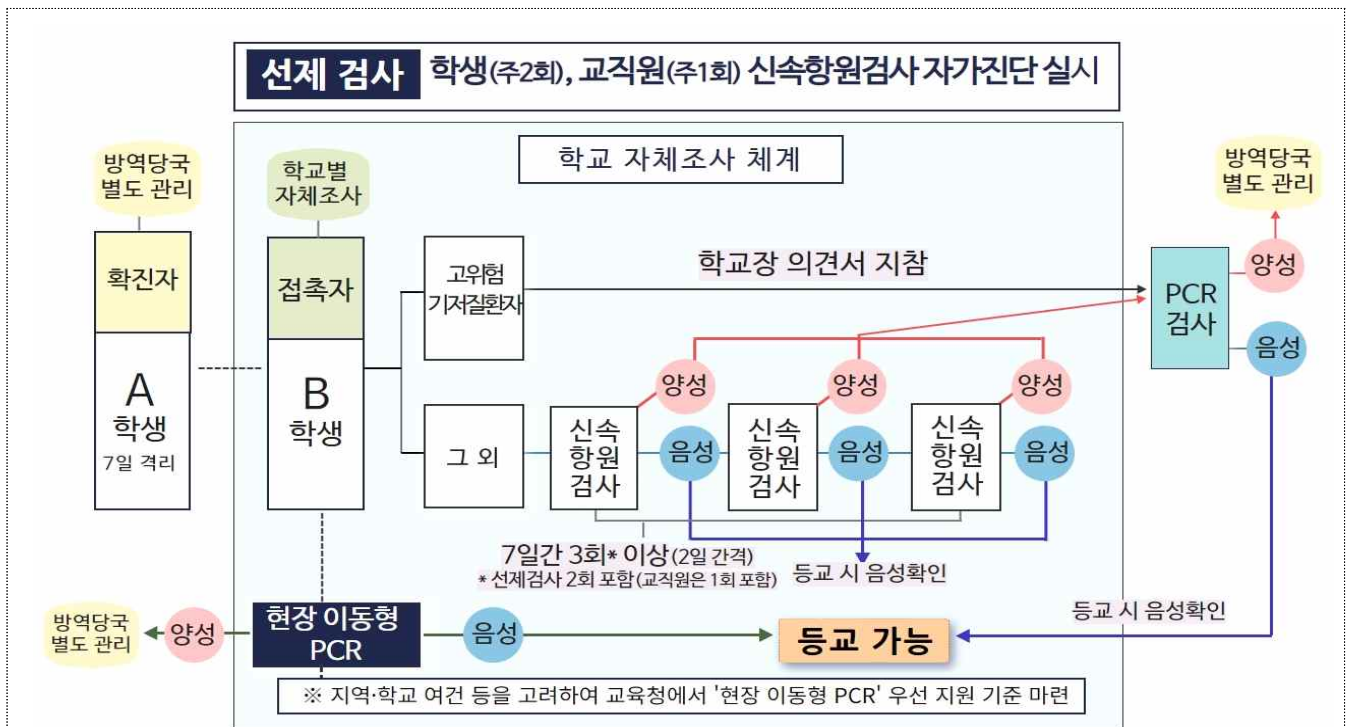 선제 검사 학생(주2회), 교직원(주1회) 신속항원검사 자가진단 실시
학교 자체조사 체계
방역당국
별도 관리
학교별
자체조사
방역당국
별도 관리
확진자
접촉자
고위험
기저질환자
학교장 의견서 지참
PCR
검사
양성
음성
A
학생
7일 격리
B
학생
그 외
신속
항원
검사
양성
음성
신속
항원
검사
양성
음성
신속
항원
검사
양성
음성
7일간 3회* 이상(2일 간격)
* 선제검사 2회 포함(교직원은 1회 포함)
등교 시 음성확인
등교 시 음성확인
방역당국
별도 관리
양성
현장 이동형
PCR
음성
등교 가능
※ 지역·학교 여건 등을 고려하여 교육청에서 '현장 이동형 PCR' 우선 지원 기준 마련